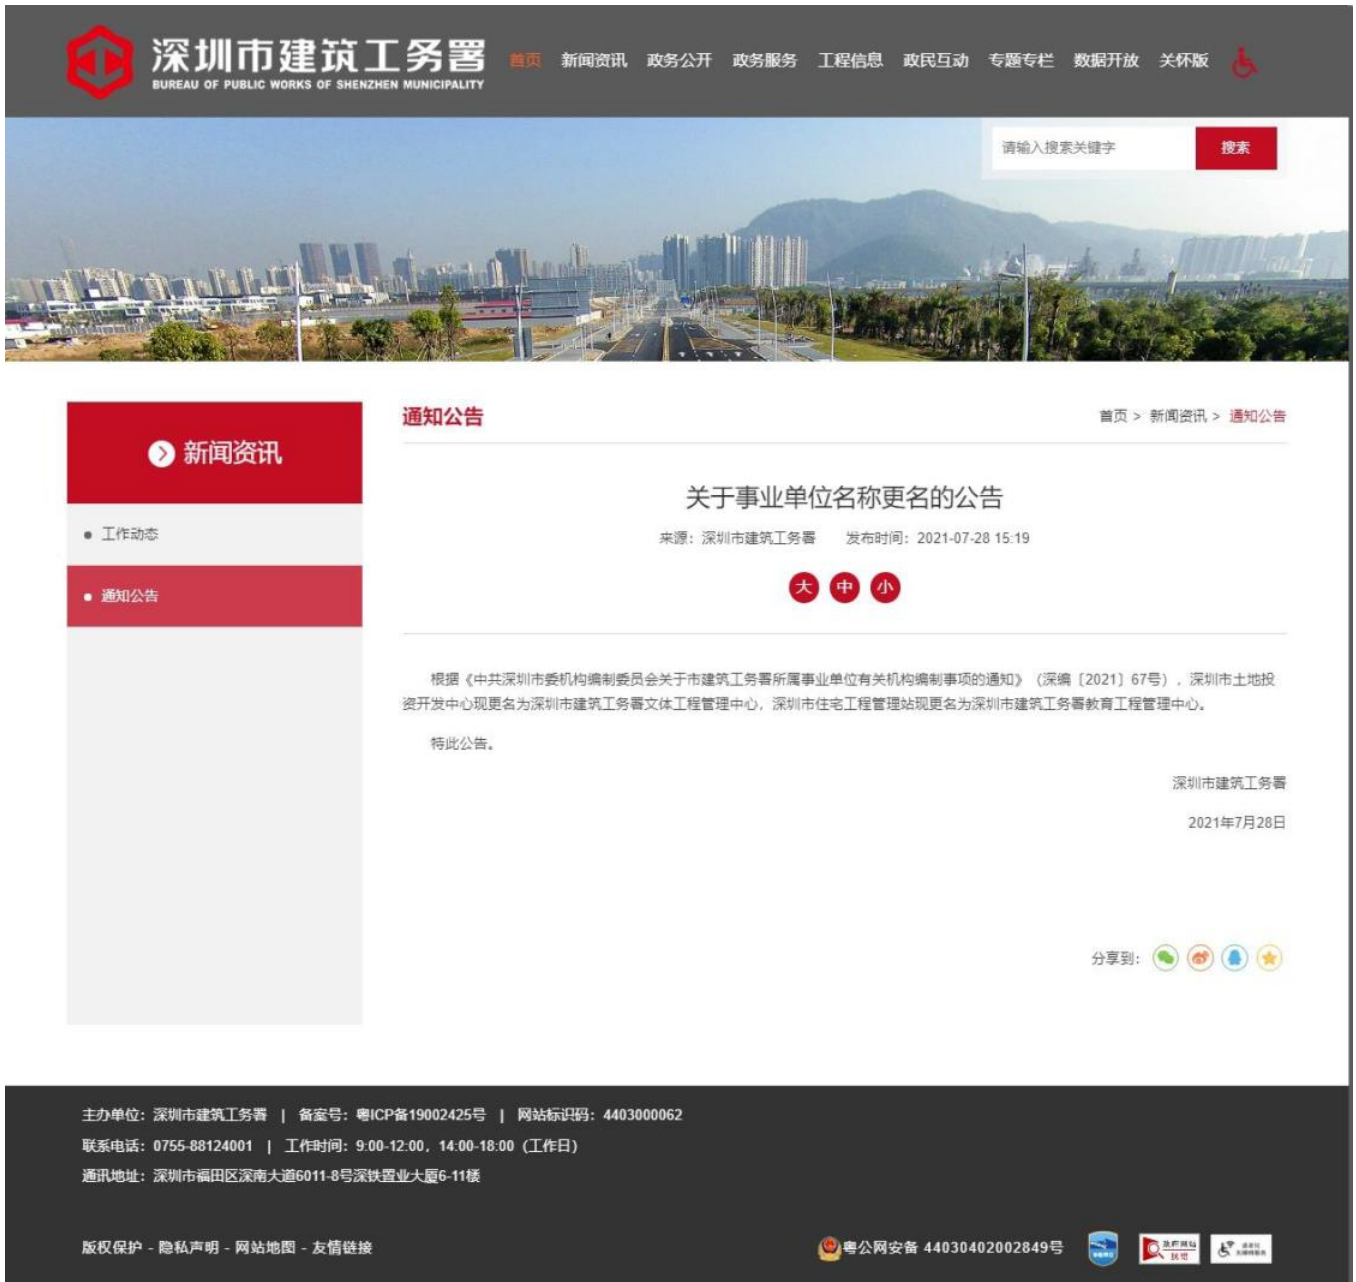 深圳市建筑工务署
BUREAU OF PUBLIC WORKS OF SHENZHEN MUNICIPALITY
首页 新闻资讯 政务公开 政务服务 工程信息 政民互动 专题专栏 数据开放 关怀版
请输入搜索关键字 搜索
新闻资讯
工作动态
通知公告
通知公告
首页 > 新闻资讯 > 通知公告
关于事业单位名称更名的公告
来源：深圳市建筑工务署 发布时间：2021-07-28 15:19
大 中 小
根据《中共深圳市委机构编制委员会关于市建筑工务署所属事业单位有关机构编制事项的通知》（深编〔2021〕67号），深圳市土地投
资开发中心现更名为深圳市建筑工务署文体工程管理中心，深圳市住宅工程管理站现更名为深圳市建筑工务署教育工程管理中心。
特此公告。
深圳市建筑工务署
2021年7月28日
分享到：
主办单位：深圳市建筑工务署 | 备案号：粤ICP备19002425号 | 网站标识码：4403000062
联系电话：0755-88124001 | 工作时间：9:00-12:00，14:00-18:00（工作日）
通讯地址：深圳市福田区深南大道6011-8号深铁置业大厦6-11楼
版权保护 - 隐私声明 - 网站地图 - 友情链接
粤公网安备 44030402002849号
政府网站
找错